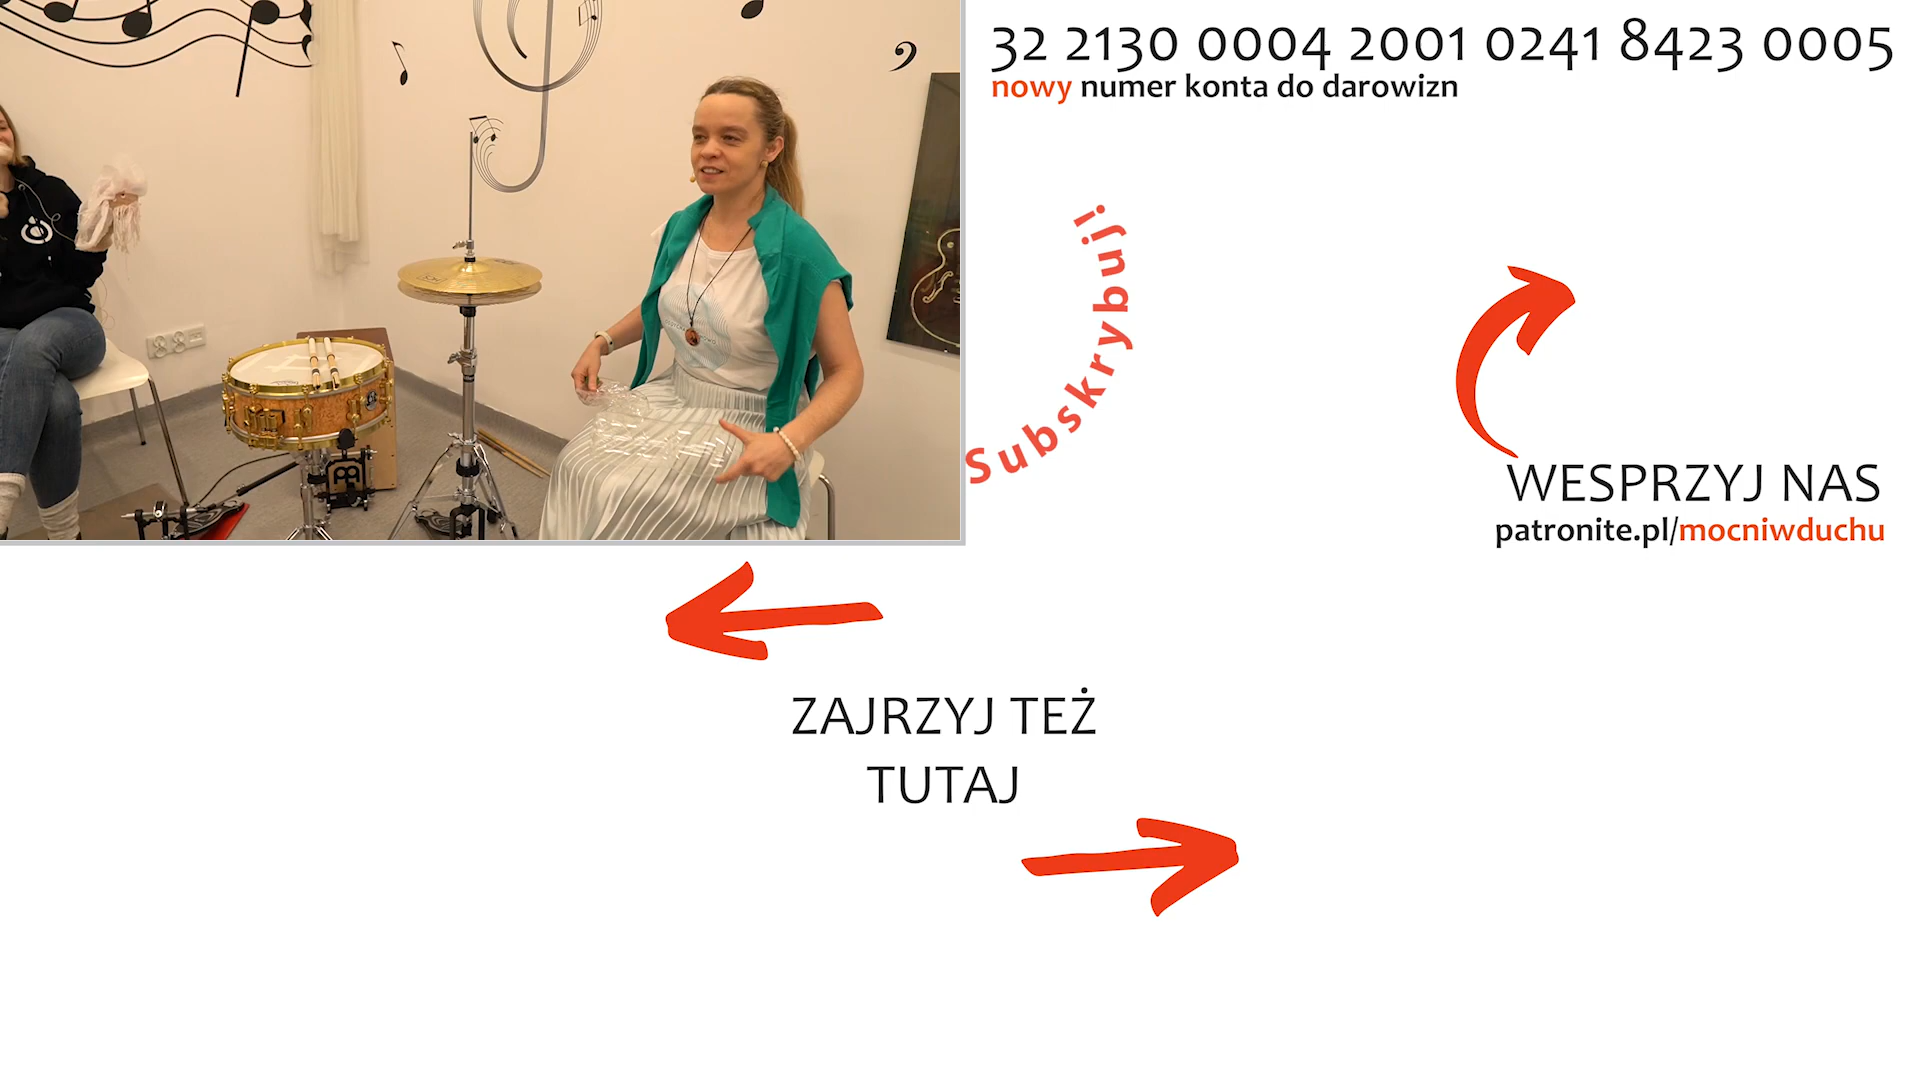 32 2130 0004 2001 0241 8423 0005
nowy numer konta do darowizn
Subskrybuj!
WESPRZYJ NAS
patronite.pl/mocniwduchu
ZAJRZYJ TEŻ
TUTAJ